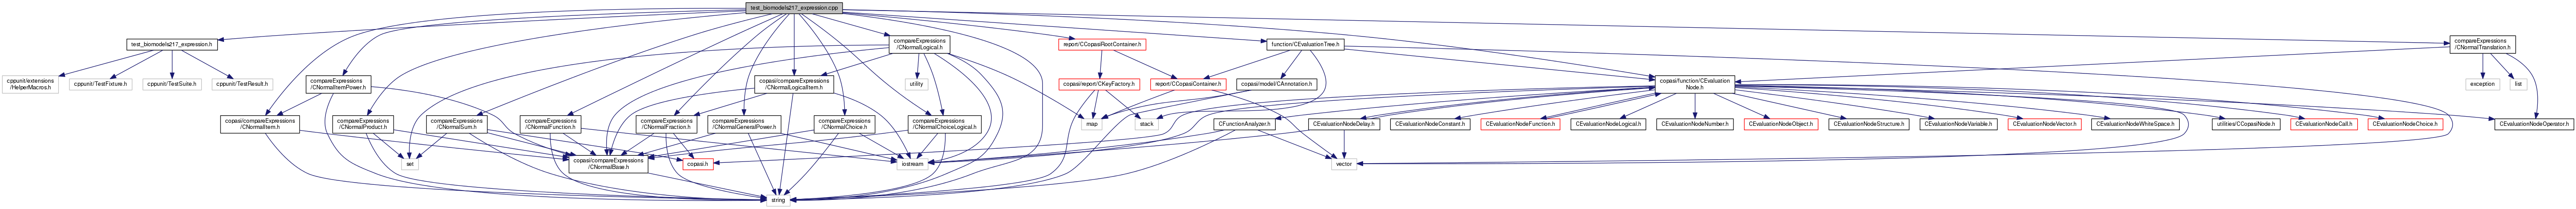 test_biomodels217_expression.cpp
test_biomodels217_expression.h
compareExpressions
/CNormalLogical.h
report/CCopasiRootContainer.h
function/CEvaluationTree.h
compareExpressions
/CNormalTranslation.h
cppunit/extensions
/HelperMacros.h
cppunit/TestFixture.h
cppunit/TestSuite.h
cppunit/TestResult.h
compareExpressions
/CNormalItemPower.h
copasi/compareExpressions
/CNormalLogicalItem.h
utility
copasi/report/CKeyFactory.h
report/CCopasiContainer.h
copasi/model/CAnnotation.h
copasi/function/CEvaluation
Node.h
exception
list
copasi/compareExpressions
/CNormalItem.h
compareExpressions
/CNormalProduct.h
compareExpressions
/CNormalSum.h
compareExpressions
/CNormalFunction.h
compareExpressions
/CNormalFraction.h
compareExpressions
/CNormalGeneralPower.h
compareExpressions
/CNormalChoice.h
compareExpressions
/CNormalChoiceLogical.h
map
stack
CFunctionAnalyzer.h
CEvaluationNodeDelay.h
CEvaluationNodeConstant.h
CEvaluationNodeFunction.h
CEvaluationNodeLogical.h
CEvaluationNodeNumber.h
CEvaluationNodeObject.h
CEvaluationNodeStructure.h
CEvaluationNodeVariable.h
CEvaluationNodeVector.h
CEvaluationNodeWhiteSpace.h
utilities/CCopasiNode.h
CEvaluationNodeCall.h
CEvaluationNodeChoice.h
CEvaluationNodeOperator.h
set
copasi/compareExpressions
/CNormalBase.h
copasi.h
iostream
vector
string